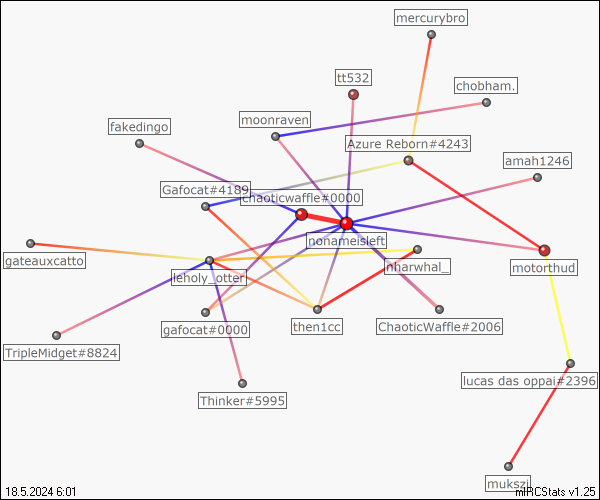 mercurybro
tt532
chobham.
moonraven
fakedingo
Azure Reborn#4243
amah1246
Gafocat#4189
chaoticwaffle#0000
nonameisleft
gateauxcatto
nharwhal_
motorthud
leholy_otter
gafocat#0000
then1cc
ChaoticWaffle#2006
TripleMidget#8824
lucas das oppai#2396
Thinker#5995
mukszi
18.5.2024 6:01
mIRCStats v1.25